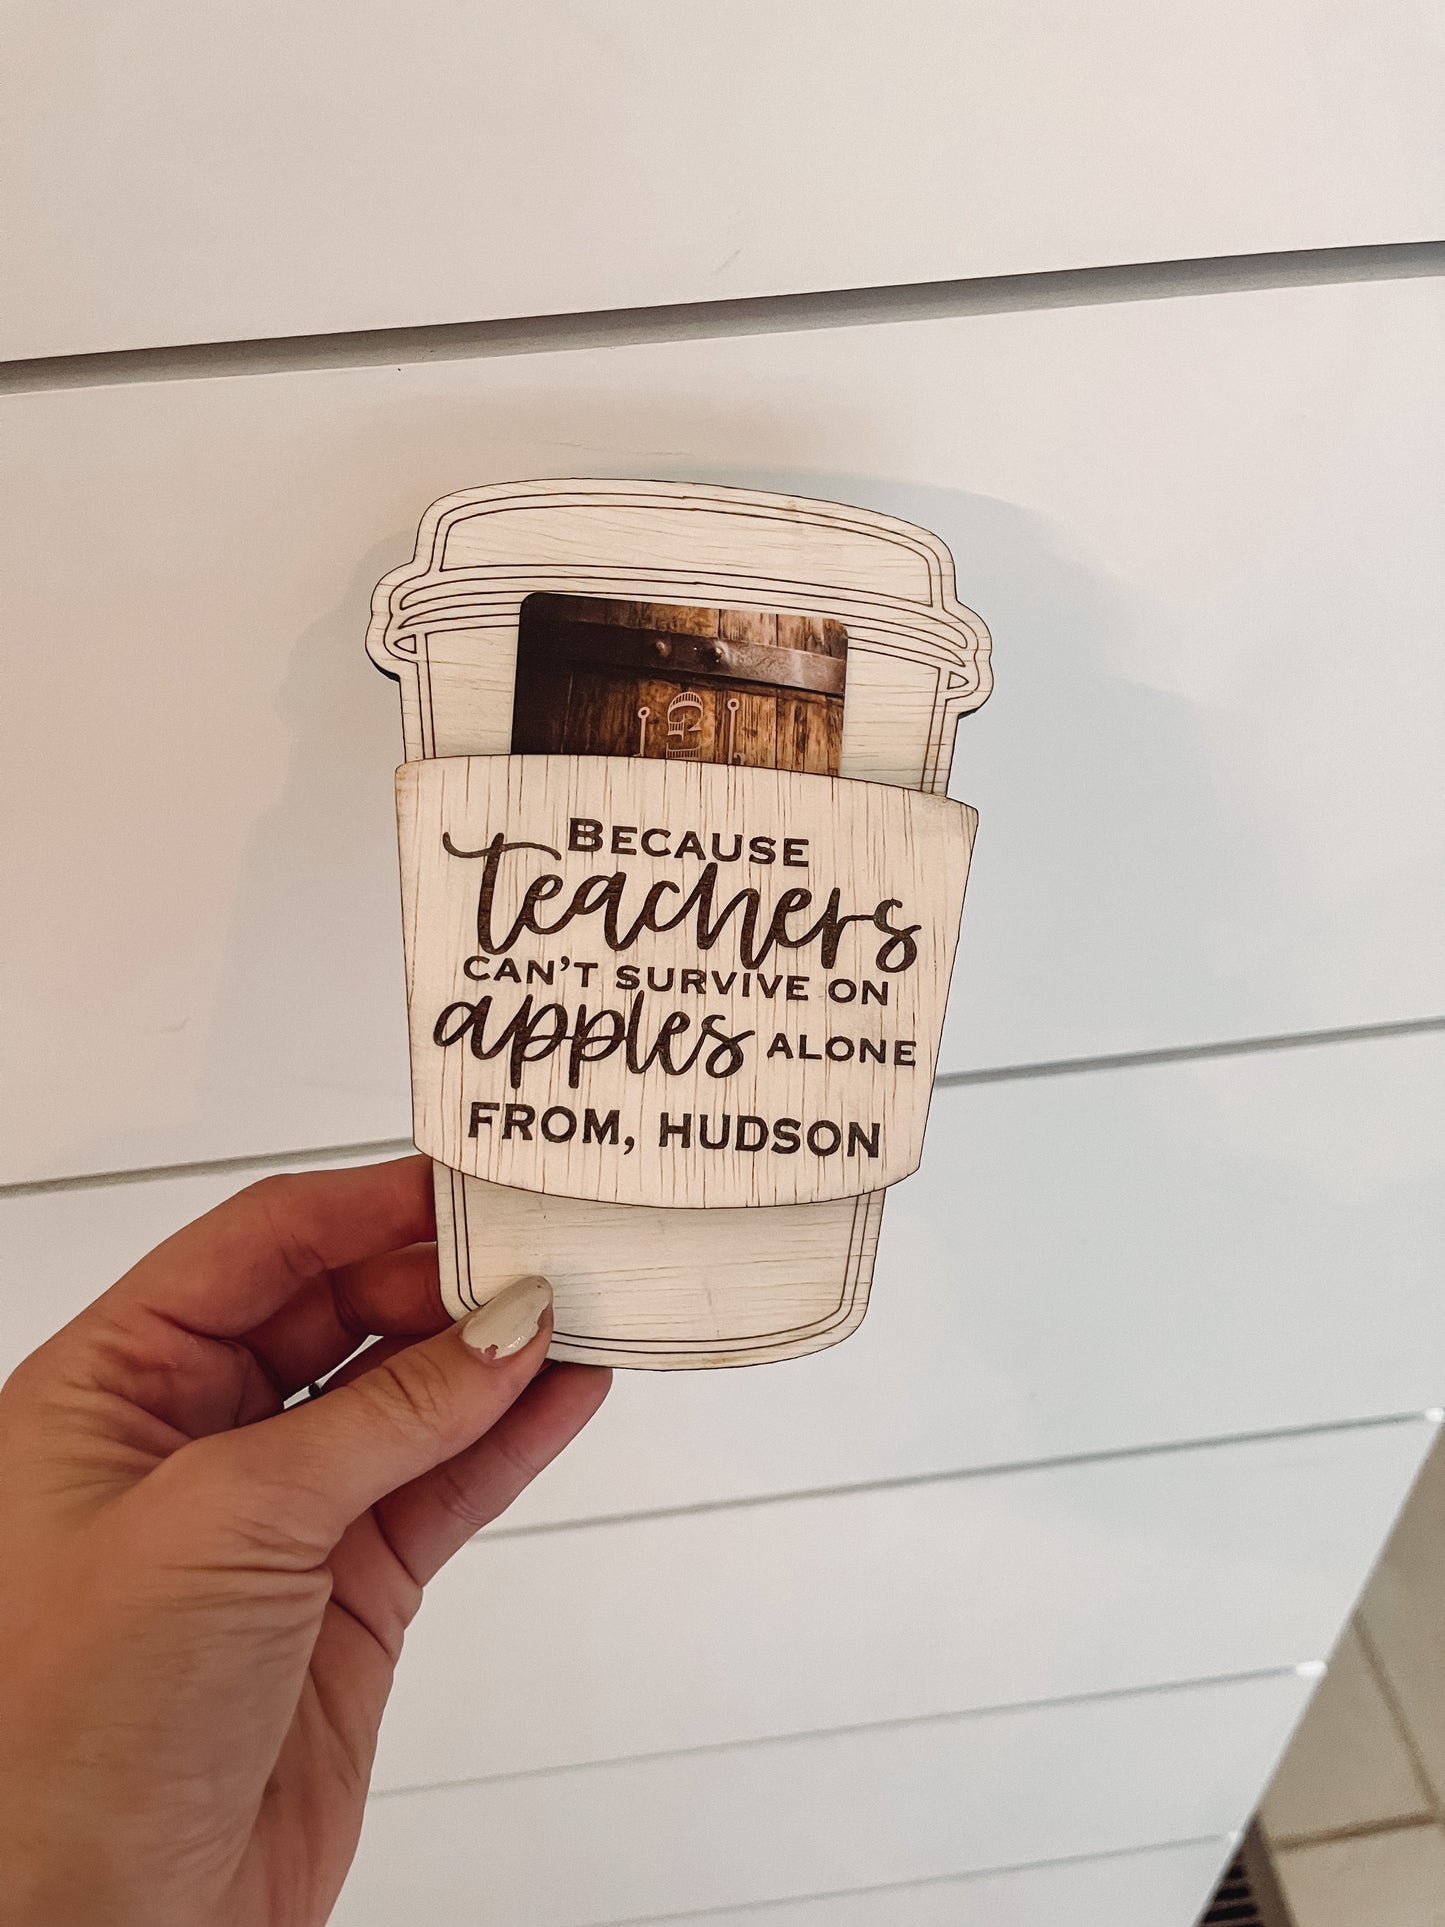 BECAUSE
teachers
CAN'T SURVIVE ON
apples ALONE
FROM, HUDSON